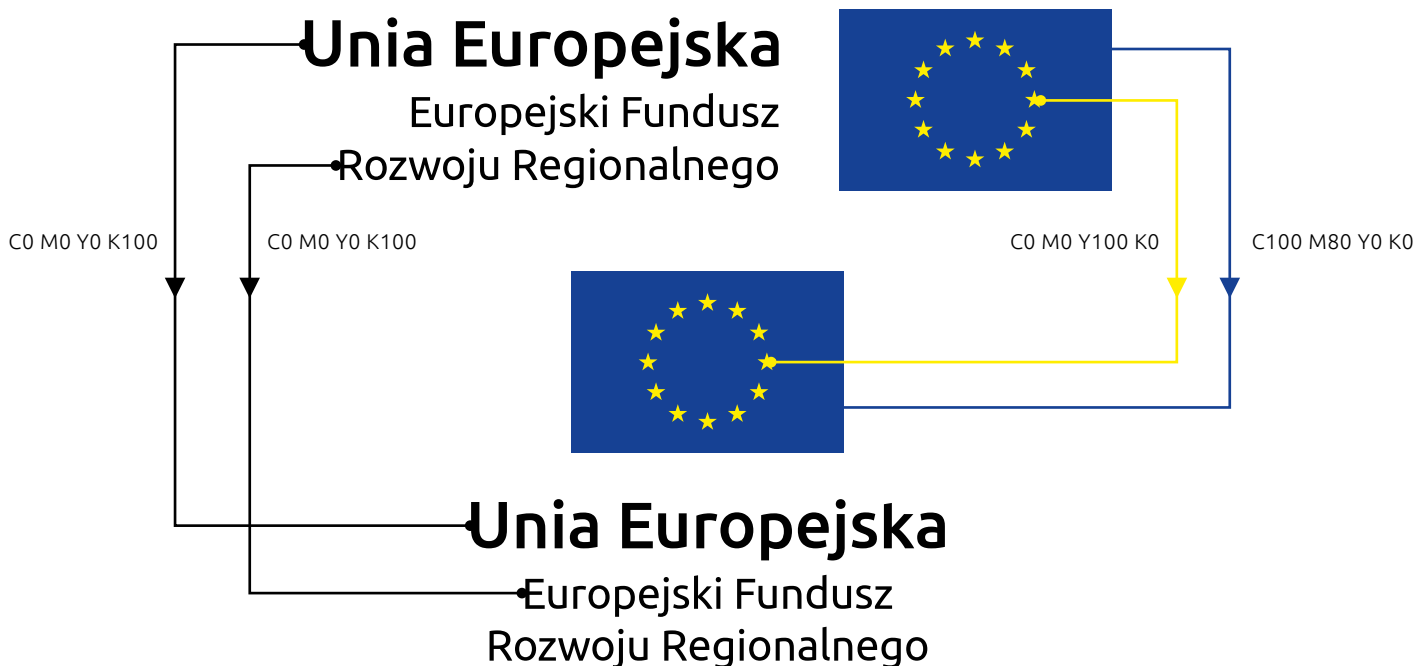 Unia Europejska
Europejski Fundusz
Rozwoju Regionalnego
C0 M0 Y0 K100
C0 M0 Y0 K100
C0 M0 Y100 K0
C100 M80 Y0 K0
Unia Europejska
Europejski Fundusz
Rozwoju Regionalnego